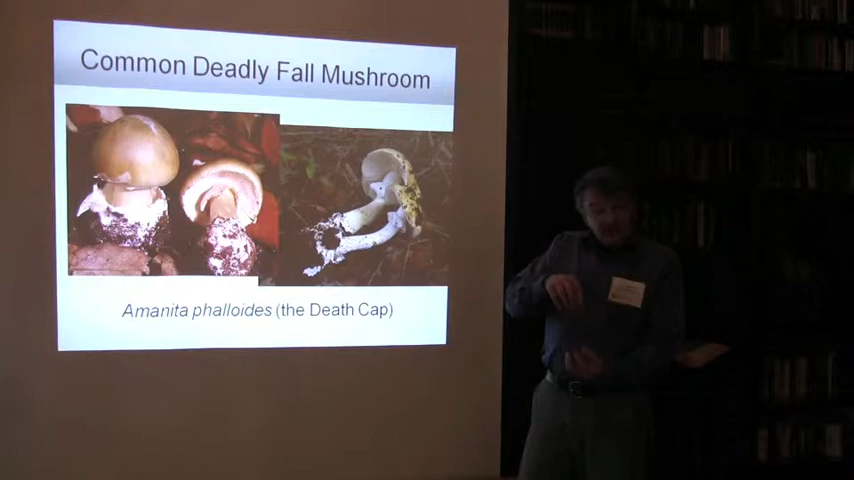 Common Deadly Fall Mushroom
Amanita phalloides (the Death Cap)